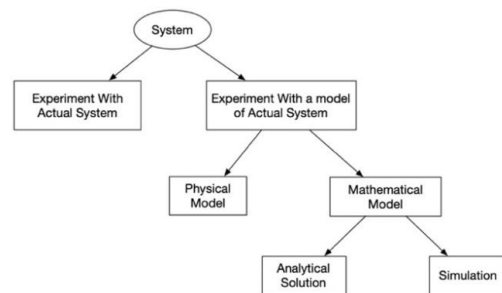 System
Experiment With
Actual System
Experiment With a model
of Actual System
Physical
Model
Mathematical
Model
Analytical
Solution
Simulation